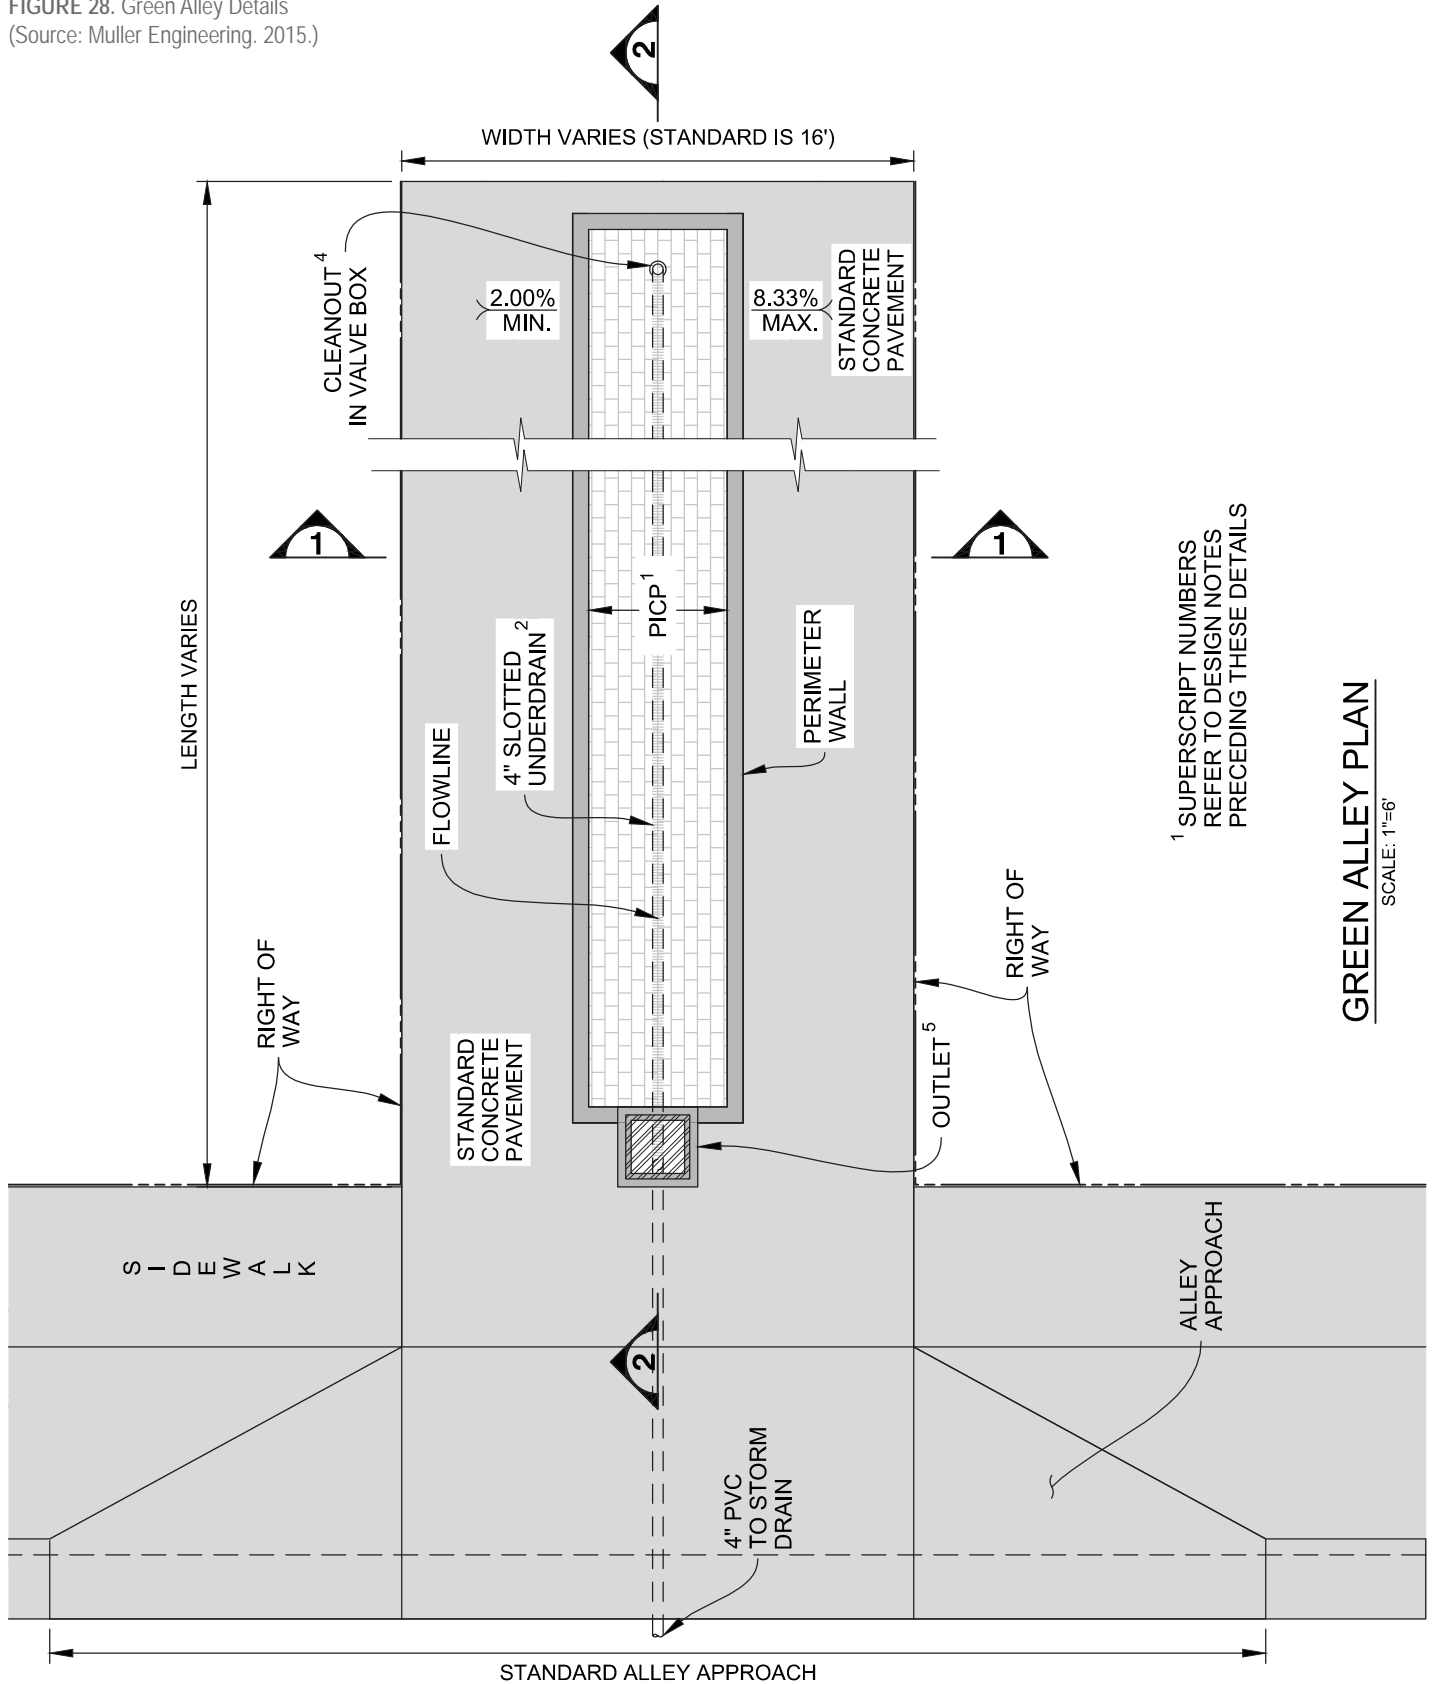 FIGURE 28. Green Alley Details
(Source: Muller Engineering. 2015.)
2
WIDTH VARIES (STANDARD IS 16')
CLEANOUT 4
IN VALVE BOX
2.00%
MIN.
8.33%
MAX.
STANDARD
CONCRETE
PAVEMENT
1
1
LENGTH VARIES
PICP 1
4" SLOTTED 2
UNDERDRAIN
FLOWLINE
PERIMETER
WALL
1 SUPERSCRIPT NUMBERS
REFER TO DESIGN NOTES
PRECEDING THESE DETAILS
GREEN ALLEY PLAN
SCALE: 1"=6'
RIGHT OF
WAY
RIGHT OF
WAY
STANDARD
CONCRETE
PAVEMENT
OUTLET 5
SIDEWALK
ALLEY
APPROACH
2
4" PVC
TO STORM
DRAIN
STANDARD ALLEY APPROACH